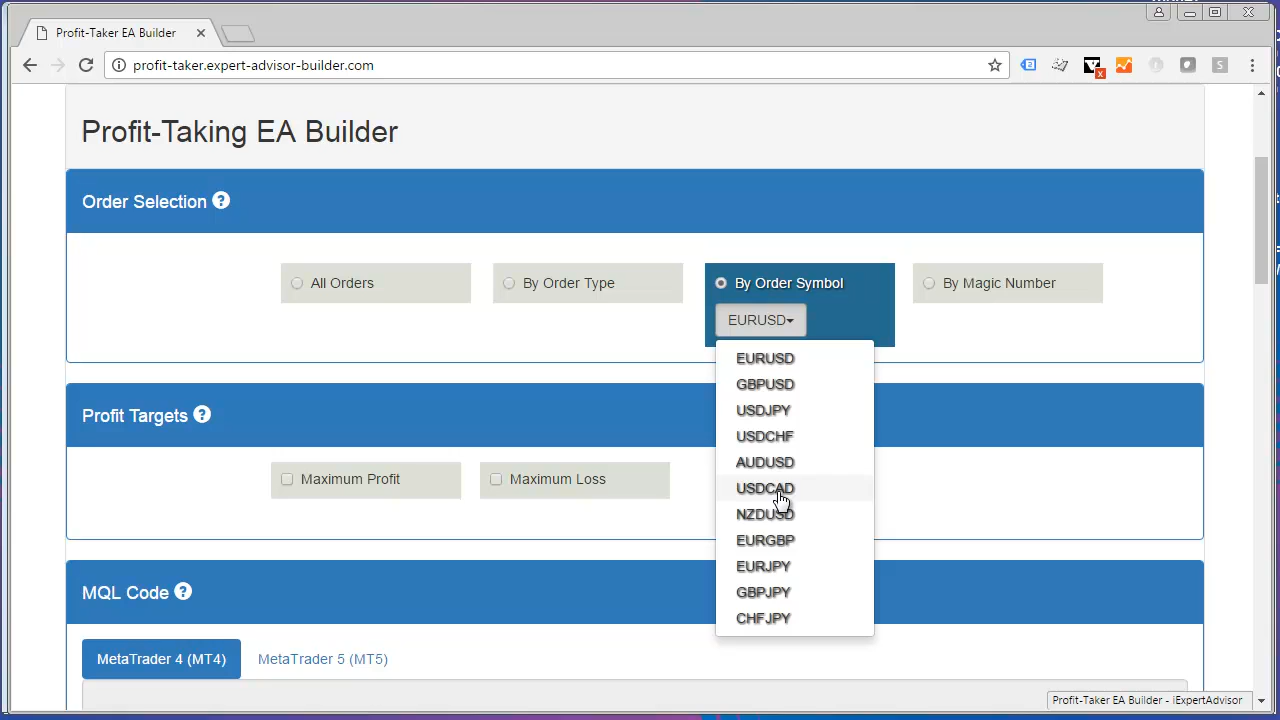 Profit-Taker EA Builder
profit-taker.expert-advisor-builder.com
Profit-Taking EA Builder
Order Selection ?
All Orders
By Order Type
By Order Symbol
By Magic Number
EURUSD
EURUSD
GBPUSD
USDJPY
USDCHF
AUDUSD
USDCAD
NZDUSD
EURGBP
EURJPY
GBPJPY
CHFJPY
Profit Targets ?
Maximum Profit
Maximum Loss
MQL Code ?
MetaTrader 4 (MT4)
MetaTrader 5 (MT5)
Profit-Taker EA Builder - iExpertAdvisor